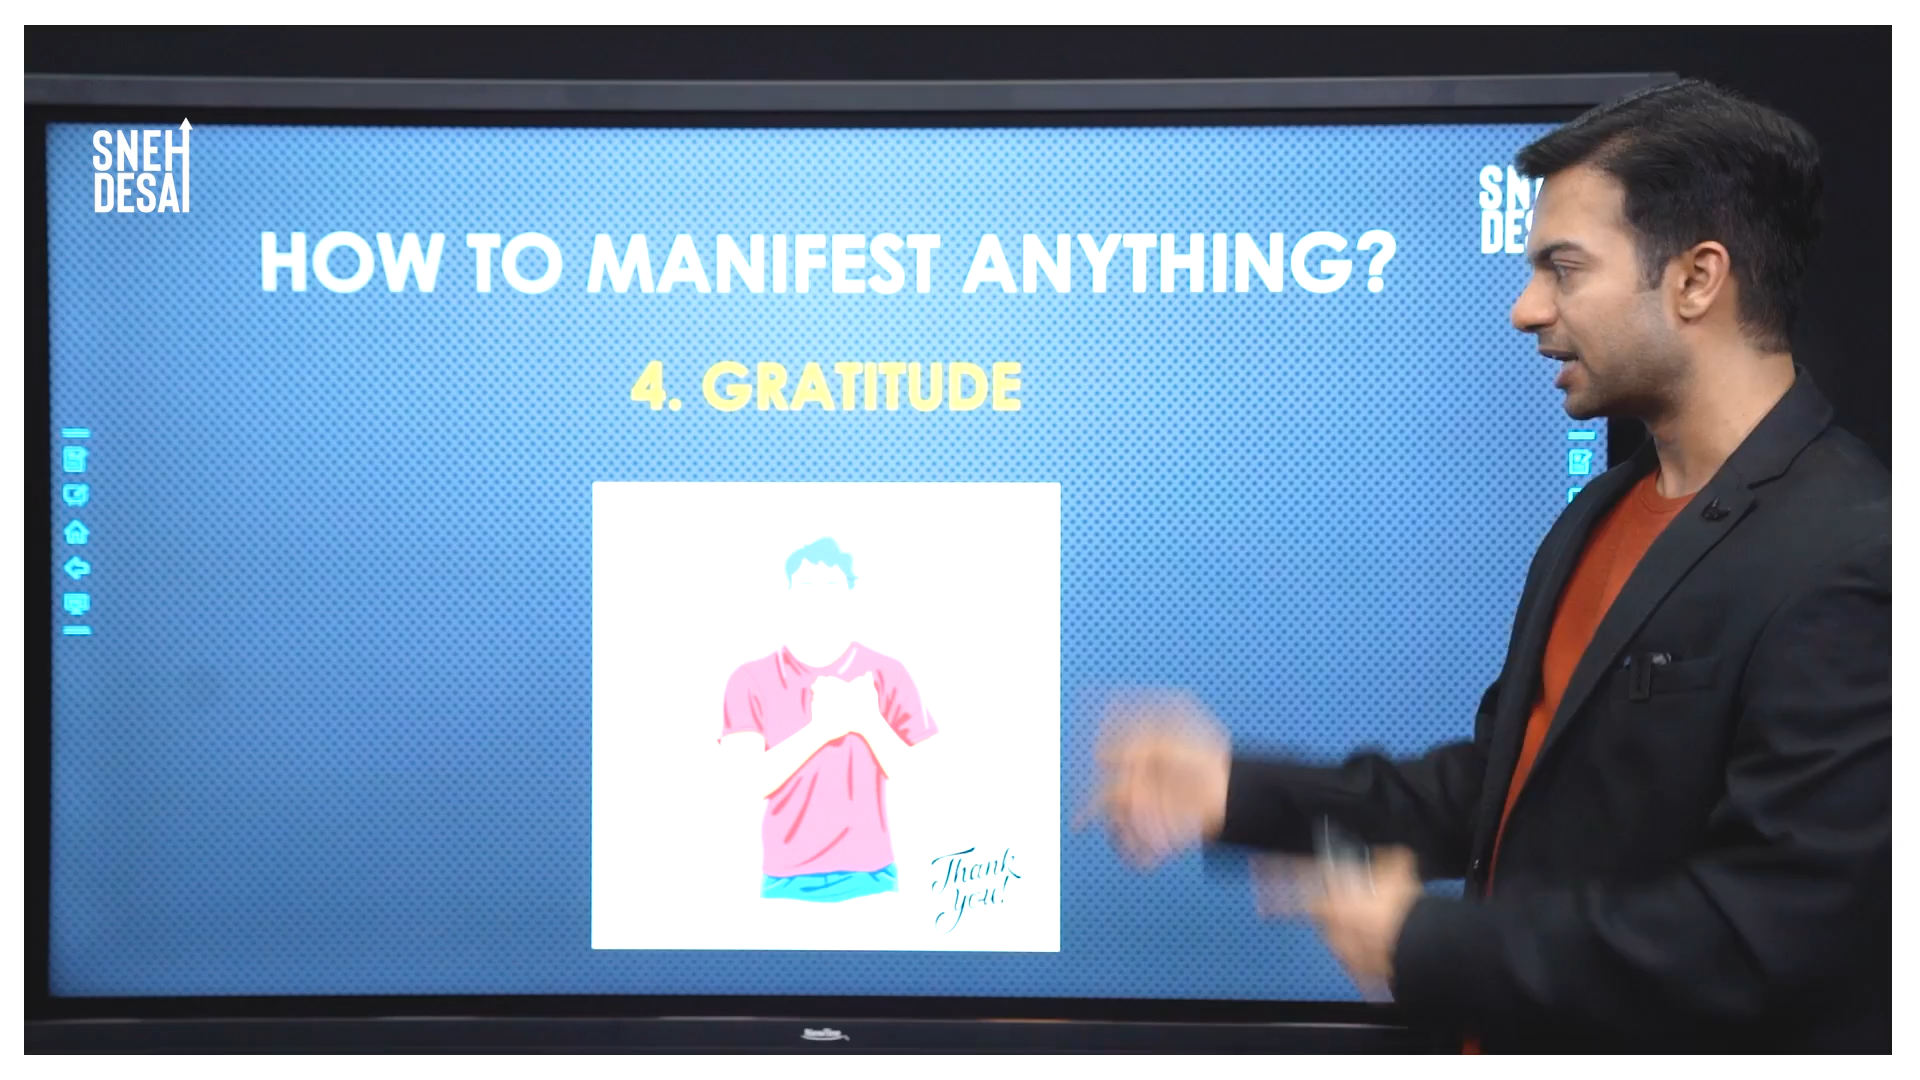 SNEH
DESAI
HOW TO MANIFEST ANYTHING?
4. GRATITUDE
Thank
you!